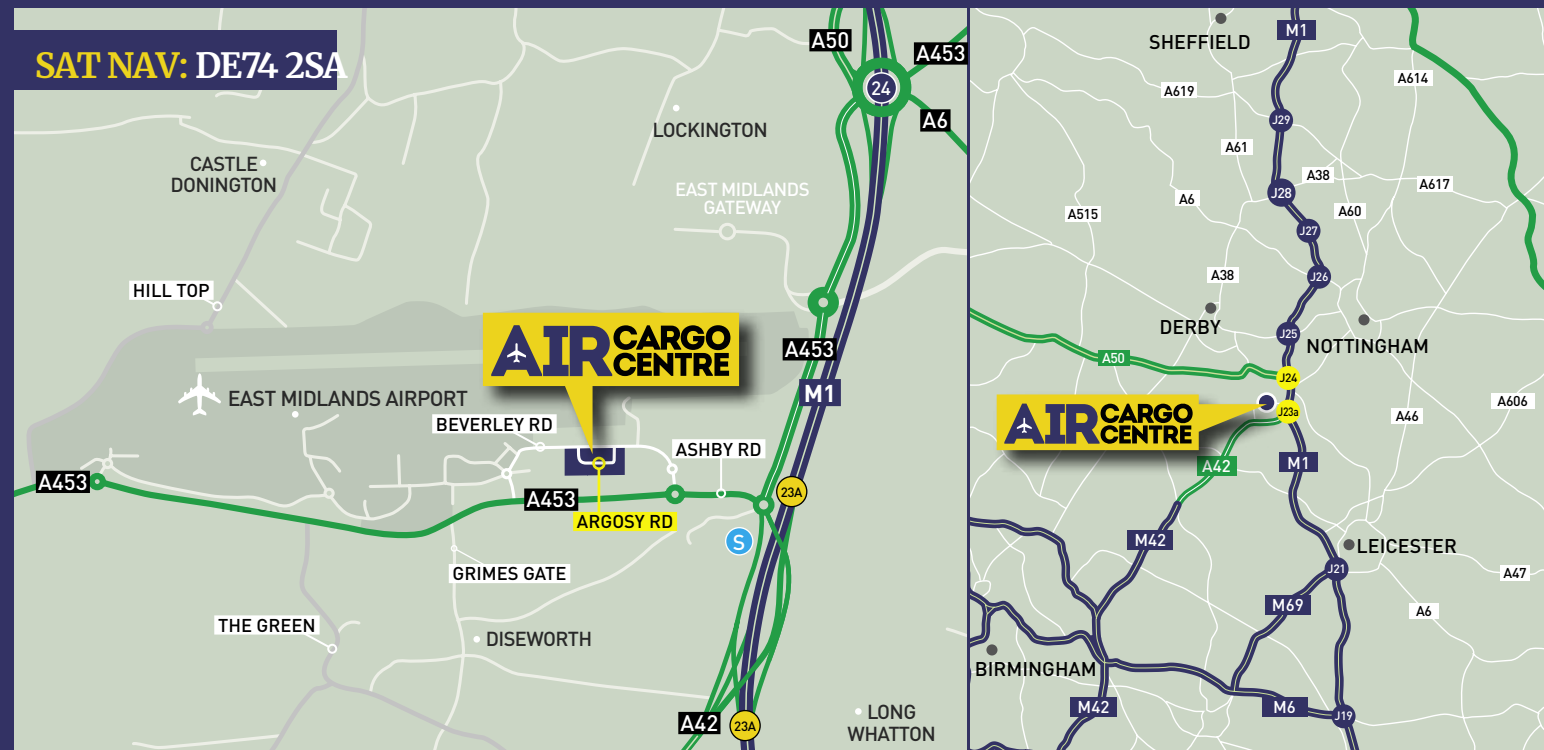 SAT NAV: DE74 2SA
A50
A453
24
A6
LOCKINGTON
CASTLE
DONINGTON
EAST MIDLANDS
GATEWAY
HILL TOP
AIR CARGO
CENTRE
A453
M1
EAST MIDLANDS AIRPORT
BEVERLEY RD
ASHBY RD
A453
A453
23A
ARGOSY RD
S
GRIMES GATE
THE GREEN
DISEWORTH
A42
23A
LONG
WHATTON
M1
SHEFFIELD
A614
A619
J29
A61
A38
A617
J28
A6
A60
A515
J27
A38
J26
DERBY
J25
NOTTINGHAM
A50
J24
AIR CARGO
CENTRE
J23a
A46
A606
A42
M1
M42
LEICESTER
J21
A47
M69
A6
BIRMINGHAM
M42
M6
J19